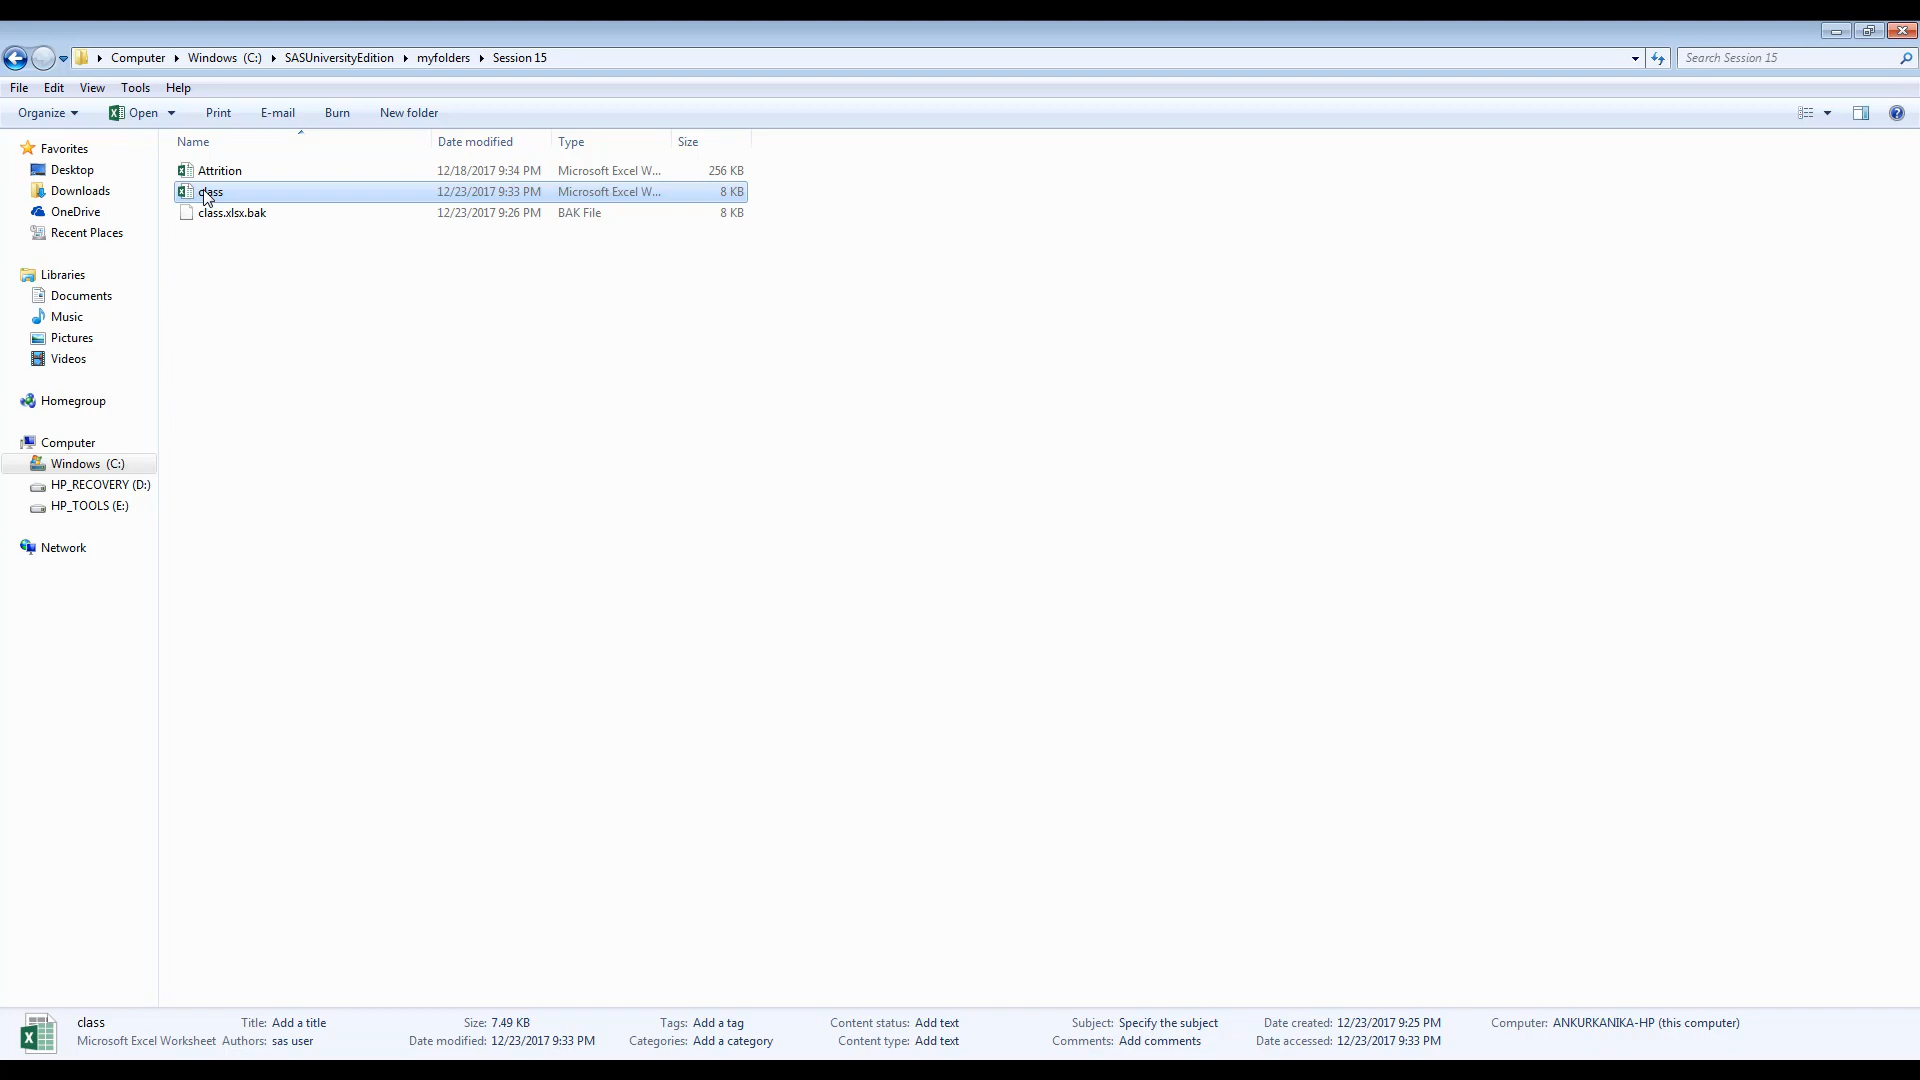 Computer Windows (C:) SASUniversityEdition myfolders Session 15 Search Session 15
File Edit View Tools Help
Organize Open Print E-mail Burn New folder
Name Date modified Type Size
Favorites
Desktop
Downloads
OneDrive
Recent Places
Libraries
Documents
Music
Pictures
Videos
Homegroup
Computer
Windows (C:)
HP_RECOVERY (D:)
HP_TOOLS (E:)
Network
Attrition 12/18/2017 9:34 PM Microsoft Excel W... 256 KB
class 12/23/2017 9:33 PM Microsoft Excel W... 8 KB
class.xlsx.bak 12/23/2017 9:26 PM BAK File 8 KB
class Title: Add a title Size: 7.49 KB Tags: Add a tag Content status: Add text Subject: Specify the subject Date created: 12/23/2017 9:25 PM Computer: ANKURKANIKA-HP (this computer)
Microsoft Excel Worksheet Authors: sas user Date modified: 12/23/2017 9:33 PM Categories: Add a category Content type: Add text Comments: Add comments Date accessed: 12/23/2017 9:33 PM